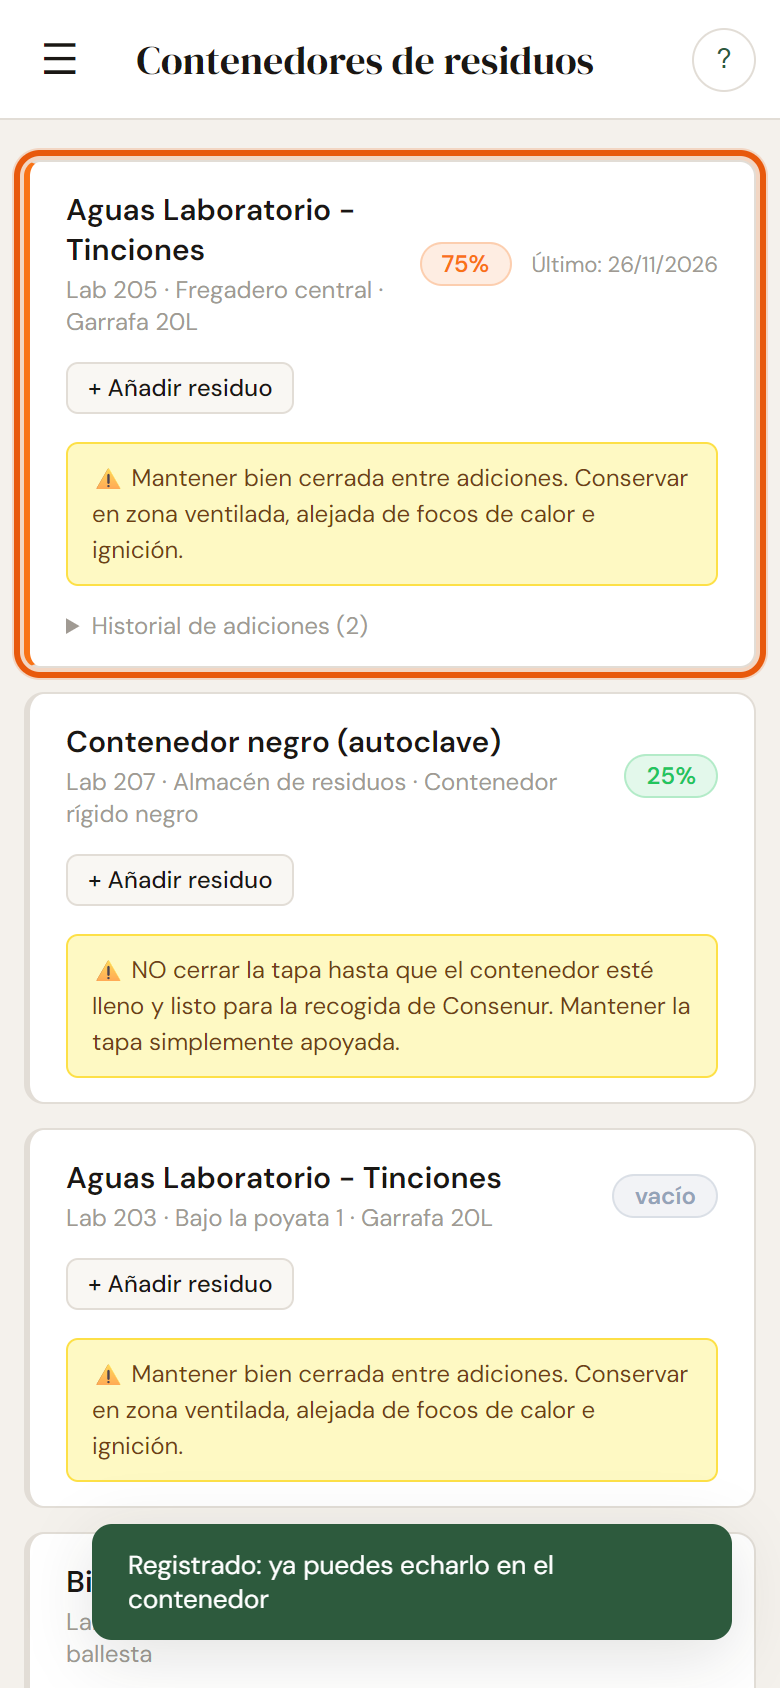 Contenedores de residuos
?
Aguas Laboratorio -
Tinciones
Lab 205 · Fregadero central ·
Garrafa 20L
75%
Último: 26/11/2026
+ Añadir residuo
⚠ Mantener bien cerrada entre adiciones. Conservar
en zona ventilada, alejada de focos de calor e
ignición.
▶ Historial de adiciones (2)
Contenedor negro (autoclave)
Lab 207 · Almacén de residuos · Contenedor
rígido negro
25%
+ Añadir residuo
⚠ NO cerrar la tapa hasta que el contenedor esté
lleno y listo para la recogida de Consenur. Mantener la
tapa simplemente apoyada.
Aguas Laboratorio - Tinciones
Lab 203 · Bajo la poyata 1 · Garrafa 20L
vacío
+ Añadir residuo
⚠ Mantener bien cerrada entre adiciones. Conservar
en zona ventilada, alejada de focos de calor e
ignición.
Registrado: ya puedes echarlo en el
contenedor
ballesta